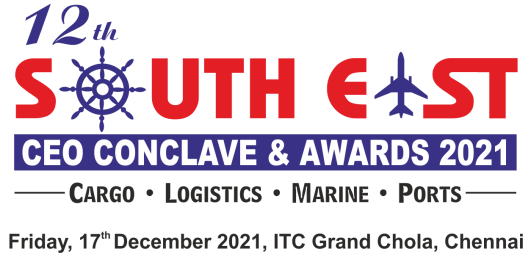 12th
SOUTH EAST
CEO CONCLAVE & AWARDS 2021
CARGO • LOGISTICS • MARINE • PORTS
Friday, 17th December 2021, ITC Grand Chola, Chennai